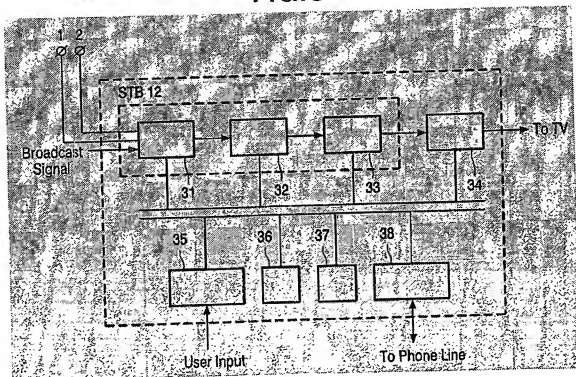 1 2
STB 12
Broadcast
Signal
To TV
31
32
33
34
35
36
37
38
User Input
To Phone Line